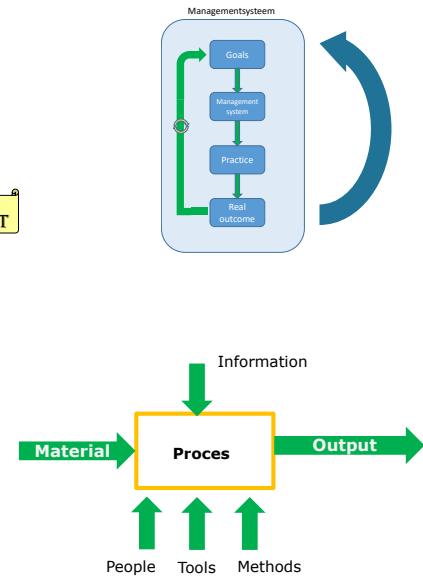 Managementsysteem
Goals
Management
system
Practice
Real
outcome
T
Information
Material
Proces
Output
People Tools Methods